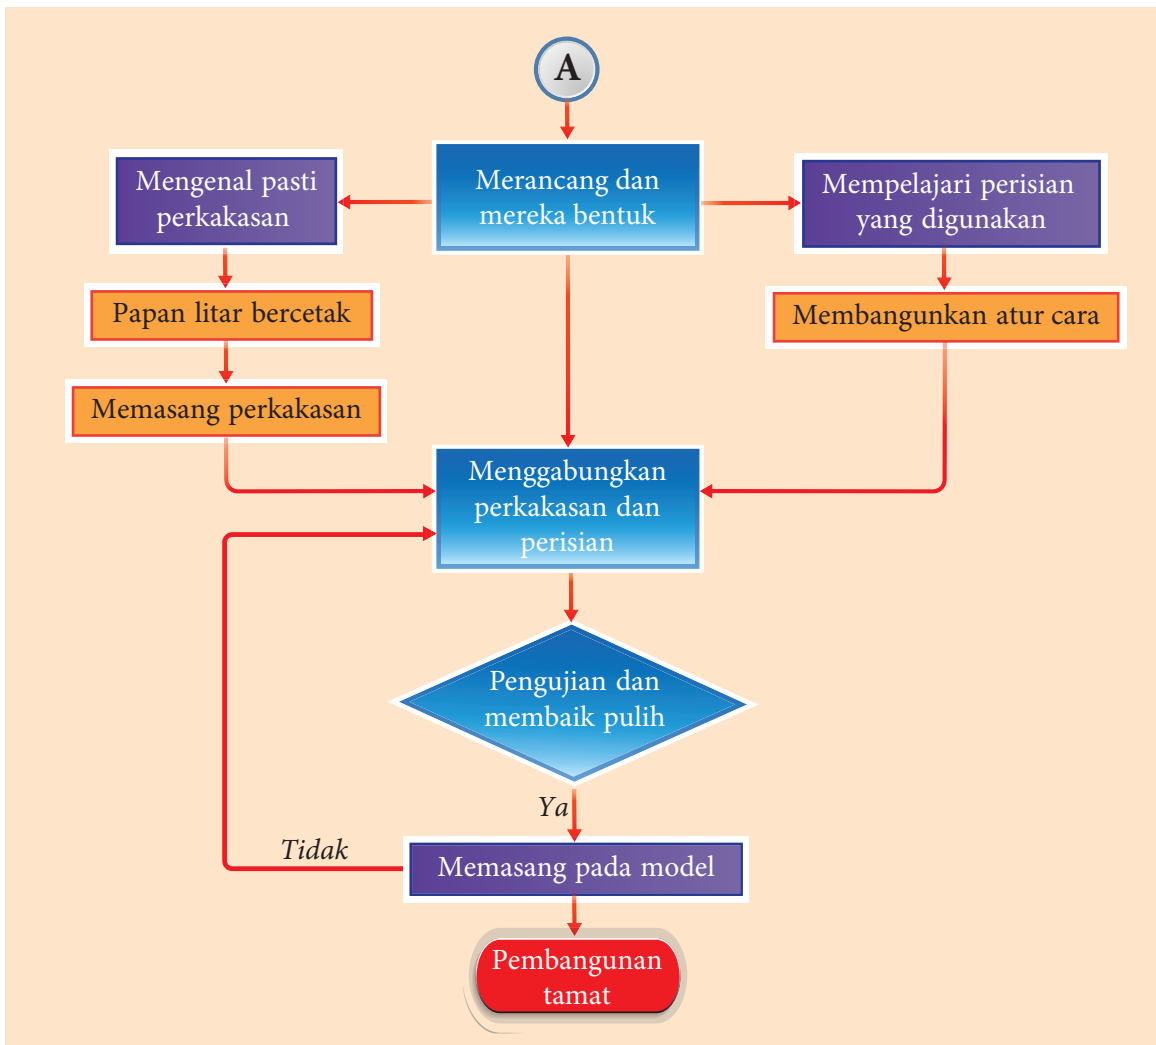 A
Merancang dan
mereka bentuk
Mengenal pasti
perkakasan
Mempelajari perisian
yang digunakan
Papan litar bercetak
Membangunkan atur cara
Memasang perkakasan
Menggabungkan
perkakasan dan
perisian
Pengujian dan
membaik pulih
Ya
Tidak
Memasang pada model
Pembangunan
tamat